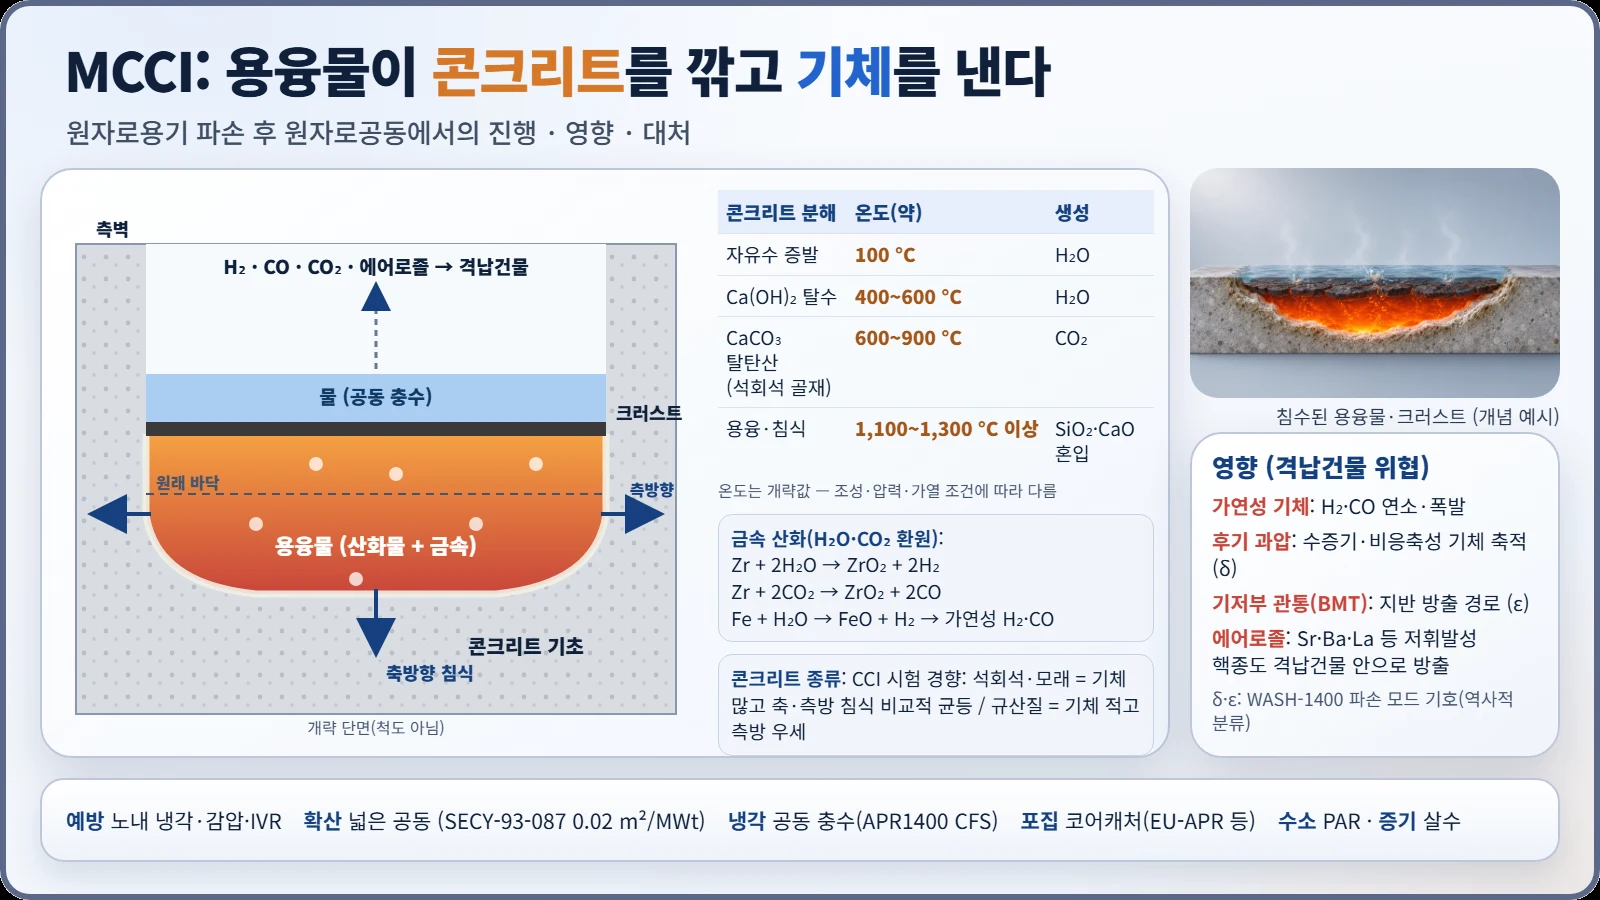 MCCI: 용융물이 콘크리트를 깎고 기체를 낸다
원자로용기 파손 후 원자로공동에서의 진행 · 영향 · 대처
측벽
H₂ · CO · CO₂ · 에어로졸 → 격납건물
물 (공동 충수)
크러스트
원래 바닥
측방향
용융물 (산화물 + 금속)
콘크리트 기초
축방향 침식
개략 단면(척도 아님)
콘크리트 분해 온도(약) 생성
자유수 증발 100 °C H₂O
Ca(OH)₂ 탈수 400~600 °C H₂O
CaCO₃ 600~900 °C CO₂
탈탄산
(석회석 골재)
용융·침식 1,100~1,300 °C 이상 SiO₂·CaO
혼입
온도는 개략값 — 조성·압력·가열 조건에 따라 다름
금속 산화(H₂O·CO₂ 환원):
Zr + 2H₂O → ZrO₂ + 2H₂
Zr + 2CO₂ → ZrO₂ + 2CO
Fe + H₂O → FeO + H₂ → 가연성 H₂·CO
콘크리트 종류: CCI 시험 경향: 석회석·모래 = 기체
많고 축·측방 침식 비교적 균등 / 규산질 = 기체 적고
측방 우세
침수된 용융물·크러스트 (개념 예시)
영향 (격납건물 위협)
가연성 기체: H₂·CO 연소·폭발
후기 과압: 수증기·비응축성 기체 축적
(δ)
기저부 관통(BMT): 지반 방출 경로 (ε)
에어로졸: Sr·Ba·La 등 저휘발성
핵종도 격납건물 안으로 방출
δ·ε: WASH-1400 파손 모드 기호(역사적
분류)
예방 노내 냉각·감압·IVR 확산 넓은 공동 (SECY-93-087 0.02 m²/MWt) 냉각 공동 충수(APR1400 CFS) 포집 코어캐처(EU-APR 등) 수소 PAR · 증기 살수